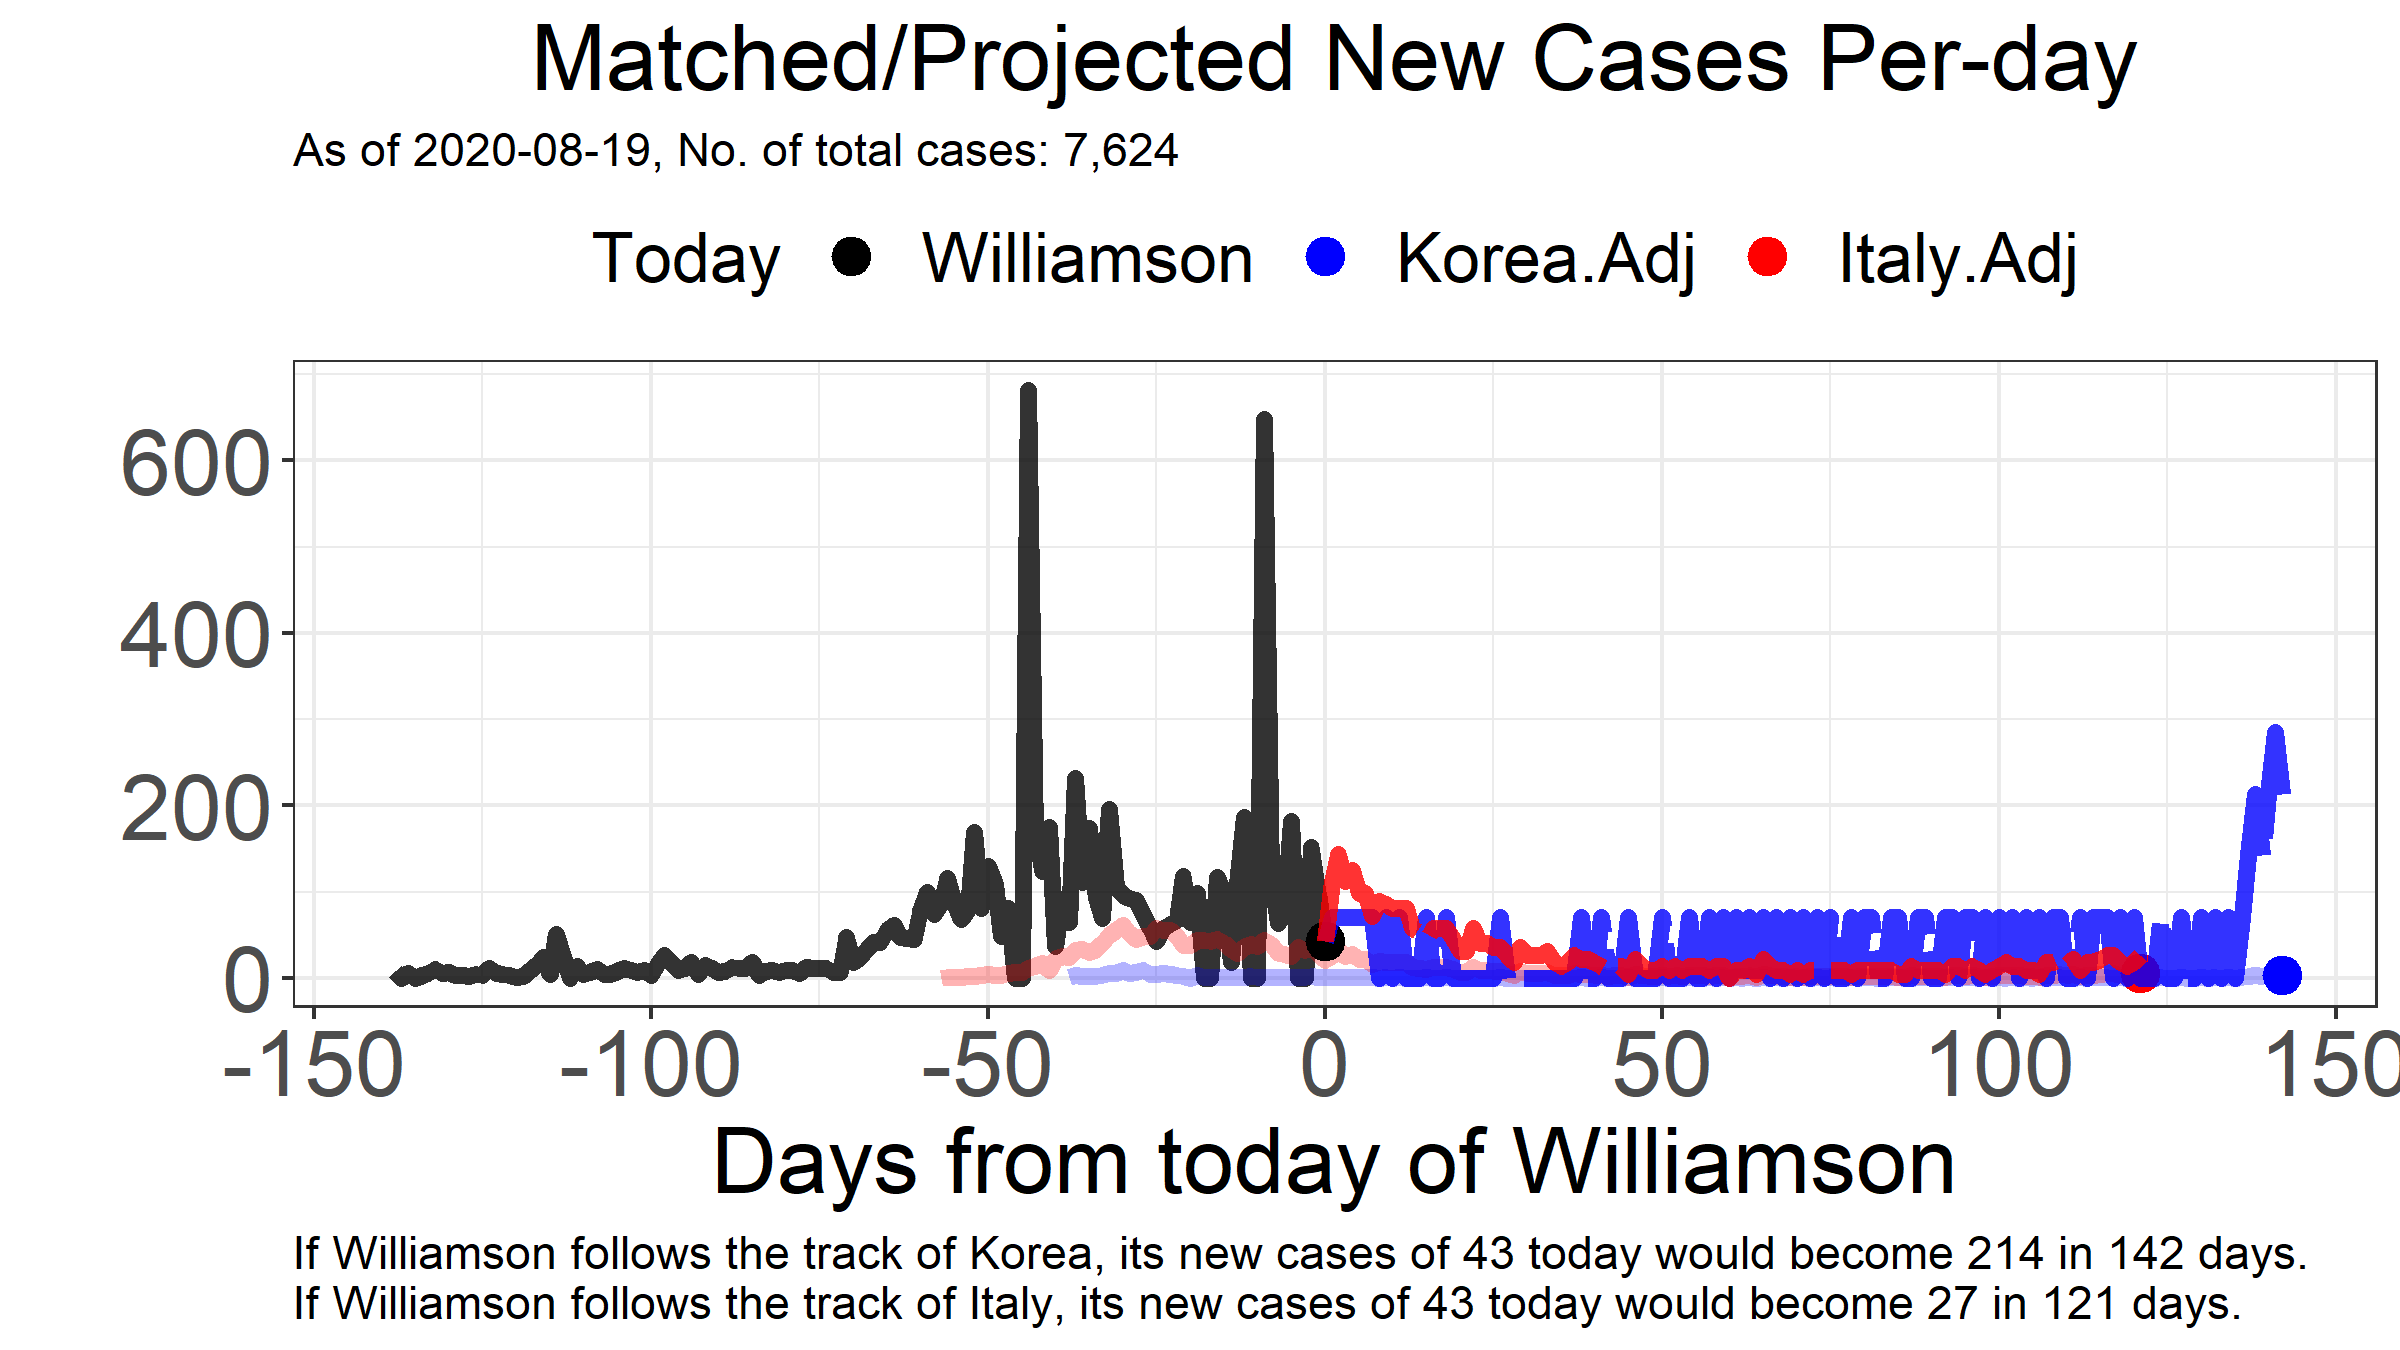 Matched/Projected New Cases Per-day
As of 2020-08-19, No. of total cases: 7,624
Today Williamson Korea.Adj Italy.Adj
600
400
200
0
-150 -100 -50 0 50 100 150
Days from today of Williamson
If Williamson follows the track of Korea, its new cases of 43 today would become 214 in 142 days.
If Williamson follows the track of Italy, its new cases of 43 today would become 27 in 121 days.